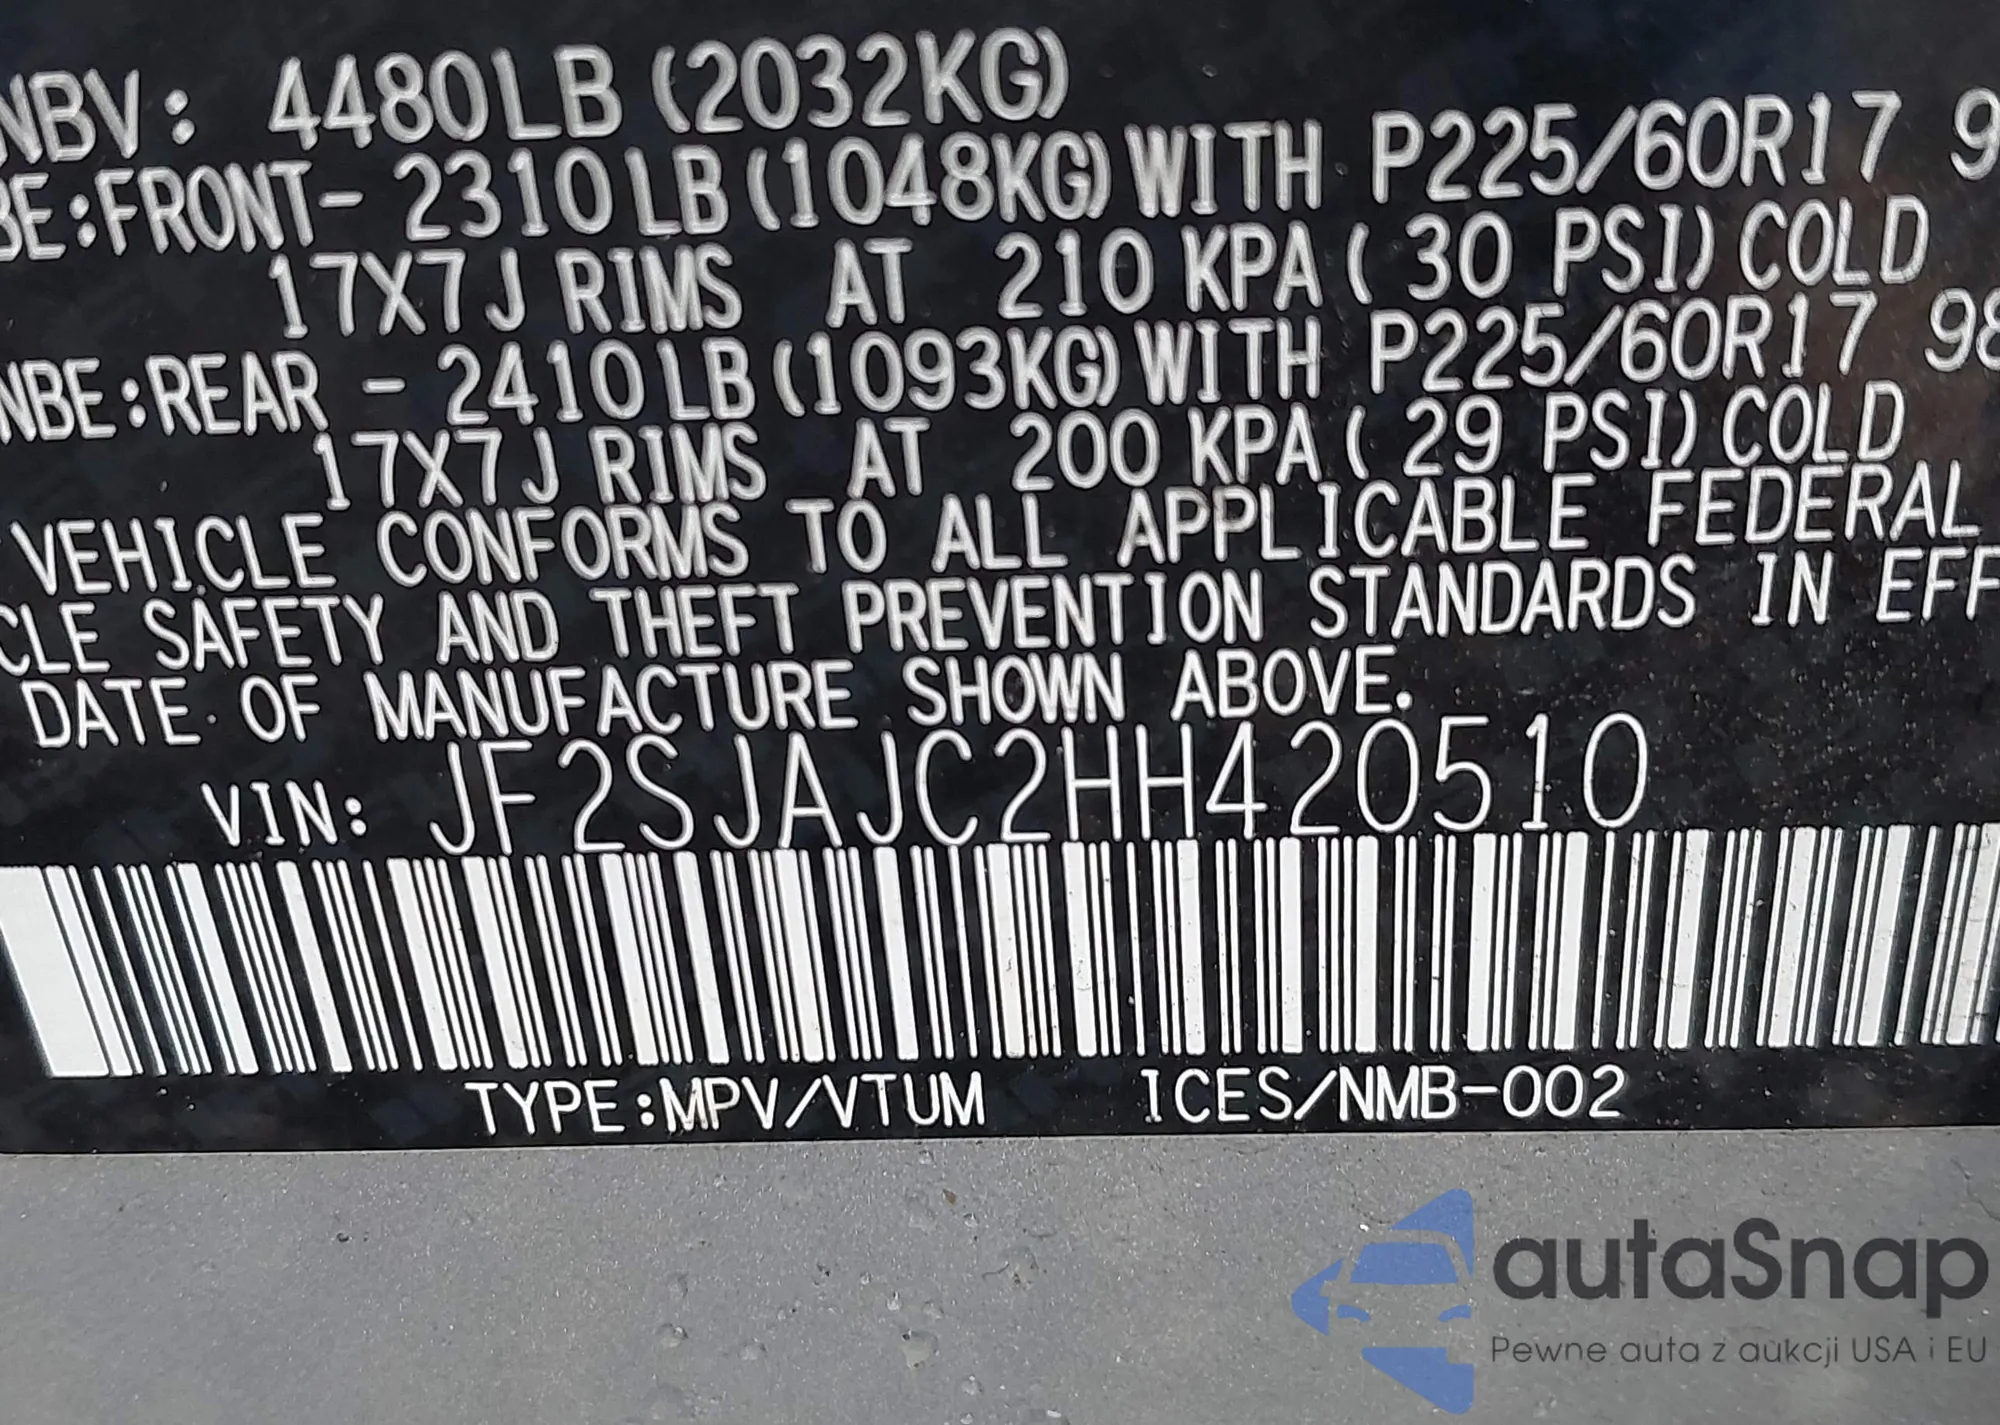 NBV: 4480LB (2032KG)
BE:FRONT- 2310LB(1048KG)WITH P225/60R17 9
17X7J RIMS AT 210 KPA( 30 PSI)COLD
NBE:REAR - 2410LB(1093KG)WITH P225/60R17 98
17X7J RIMS AT 200 KPA( 29 PSI)COLD
VEHICLE CONFORMS TO ALL APPLICABLE FEDERAL
CLE SAFETY AND THEFT PREVENTION STANDARDS IN EFF
DATE OF MANUFACTURE SHOWN ABOVE.
VIN: JF2SJAJC2HH420510
TYPE:MPV/VTUM ICES/NMB-002
autaSnap
Pewne auta z aukcji USA i EU